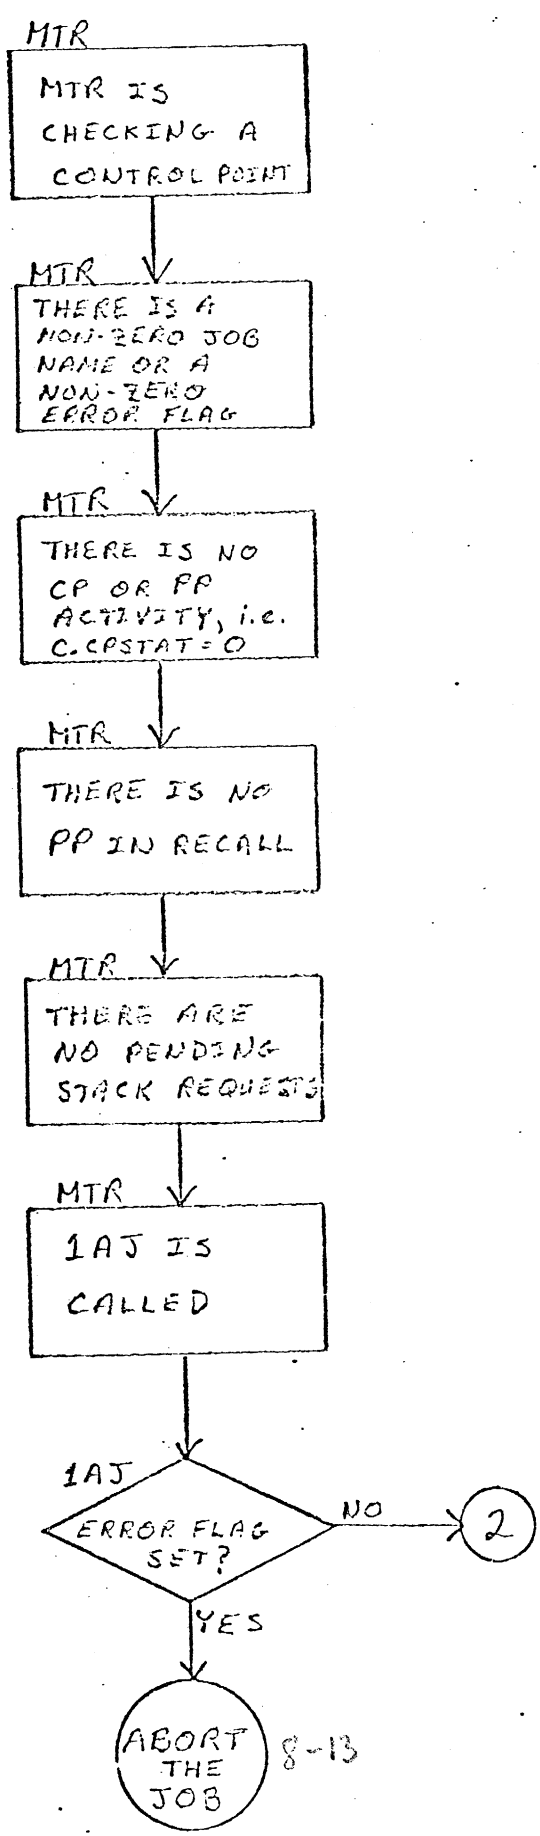 MTR
MTR IS
CHECKING A
CONTROL POINT
MTR
THERE IS A
NON-ZERO JOB
NAME OR A
NON-ZERO
ERROR FLAG
MTR
THERE IS NO
CP OR PP
ACTIVITY, i.e.
C.CPSTAT=0
MTR
THERE IS NO
PP IN RECALL
MTR
THERE ARE
NO PENDING
STACK REQUESTS
MTR
1AJ IS
CALLED
1AJ
ERROR FLAG
SET?
NO
2
YES
ABORT
THE
JOB
8-13